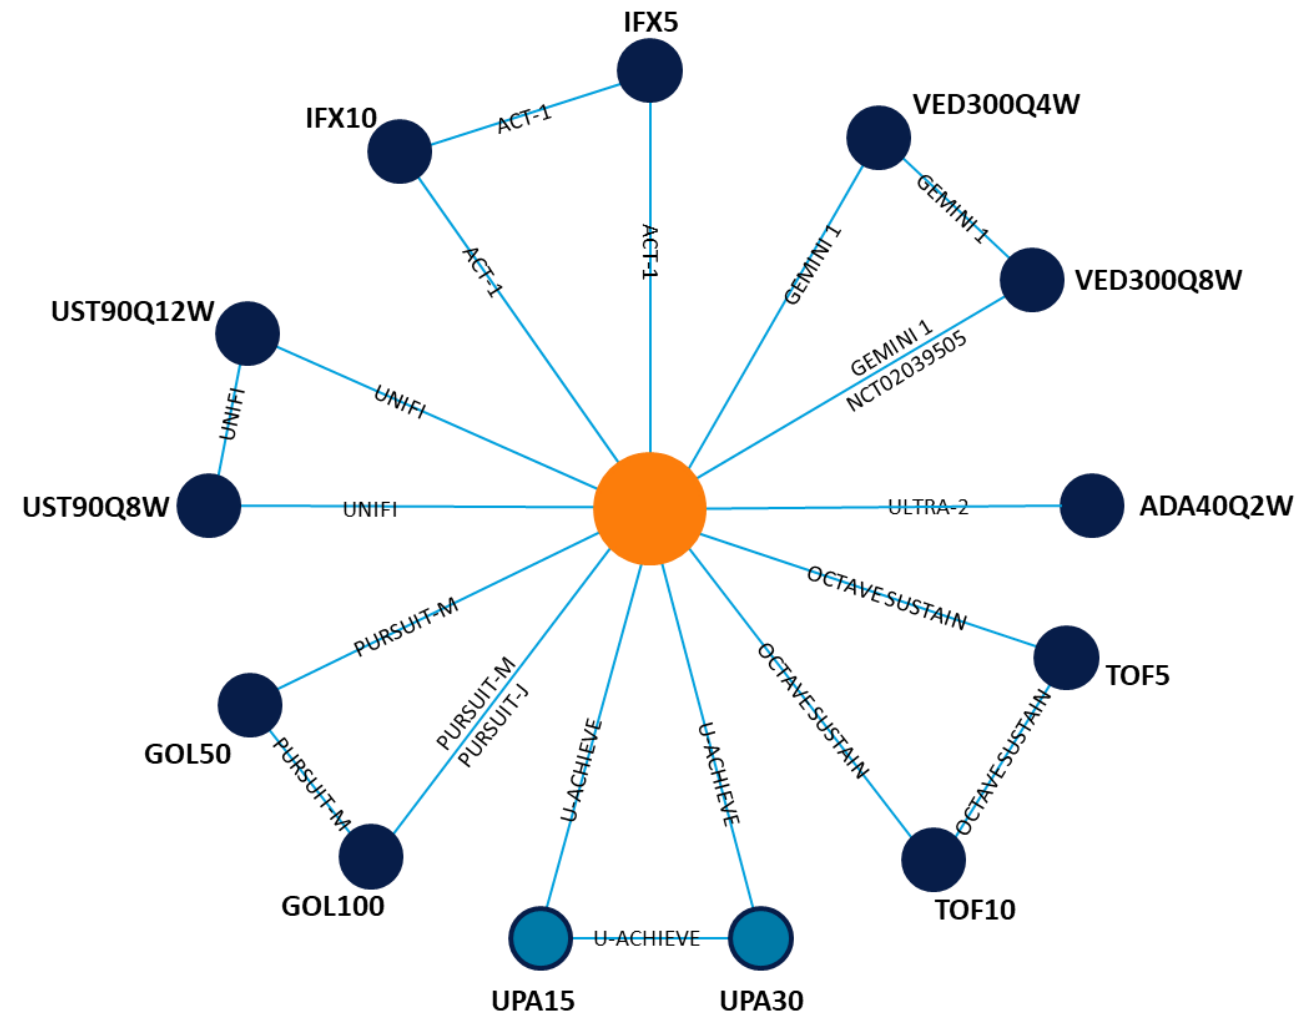 IFX5
IFX10
ACT-1
VED300Q4W
GEMINI 1
ACT-1
ACT-1
GEMINI 1
VED300Q8W
UST90Q12W
GEMINI 1
NCT02039505
UNIFI
UNIFI
UST90Q8W
UNIFI
ULTRA-2
ADA40Q2W
OCTAVE SUSTAIN
PURSUIT-M
OCTAVE SUSTAIN
TOF5
PURSUIT-M
PURSUIT-J
GOL50
PURSUIT-M
U-ACHIEVE
U-ACHIEVE
OCTAVE SUSTAIN
GOL100
TOF10
U-ACHIEVE
UPA15
UPA30